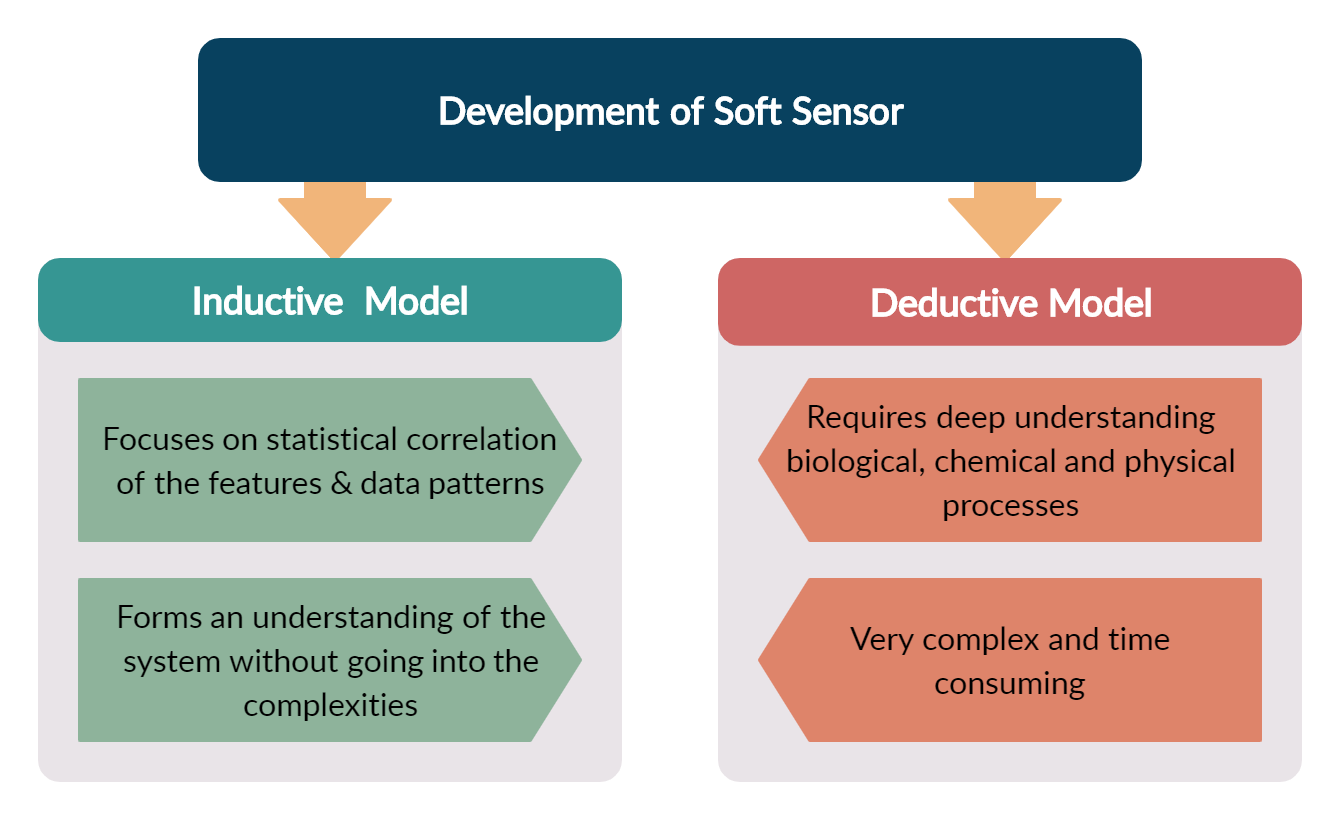 Development of Soft Sensor
Inductive  Model
Focuses on statistical correlation
of the features & data patterns
Forms an understanding of the
system without going into the
complexities
Deductive Model
Requires deep understanding
biological, chemical and physical
processes
Very complex and time
consuming